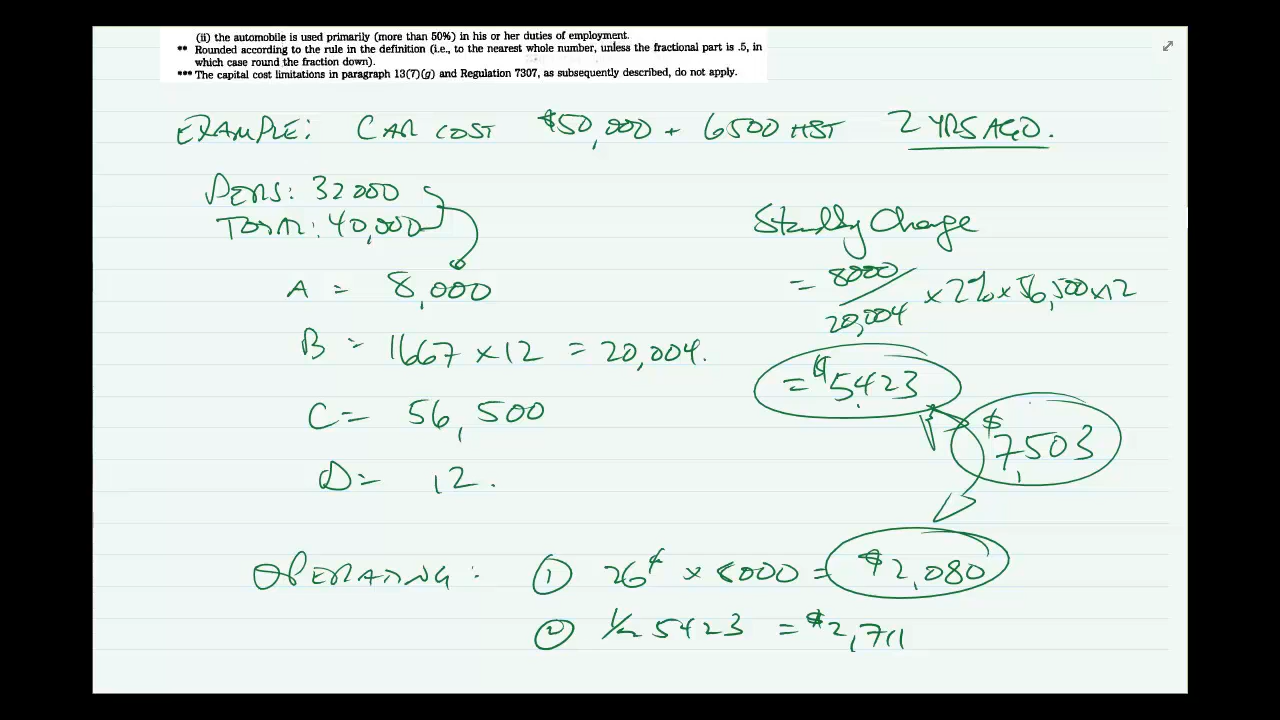 (ii) the automobile is used primarily (more than 50%) in his or her duties of employment.
** Rounded according to the rule in the definition (i.e., to the nearest whole number, unless the fractional part is .5, in
which case round the fraction down).
*** The capital cost limitations in paragraph 13(7)(g) and Regulation 7307, as subsequently described, do not apply.
EXAMPLE: CAR COST $50,000 + 6500 HST 2 YRS AGO.
PERS: 32000
TOTAL: 40,000
Standby Charge
A = 8,000
= 8000/20,004 × 2% × 56,500 × 12
B = 1667 × 12 = 20,004.
= $5,423
C = 56,500
$7,503
D = 12.
OPERATING: ① 26¢ × 8000 = $2,080
② 1/2 5423 = $2,711